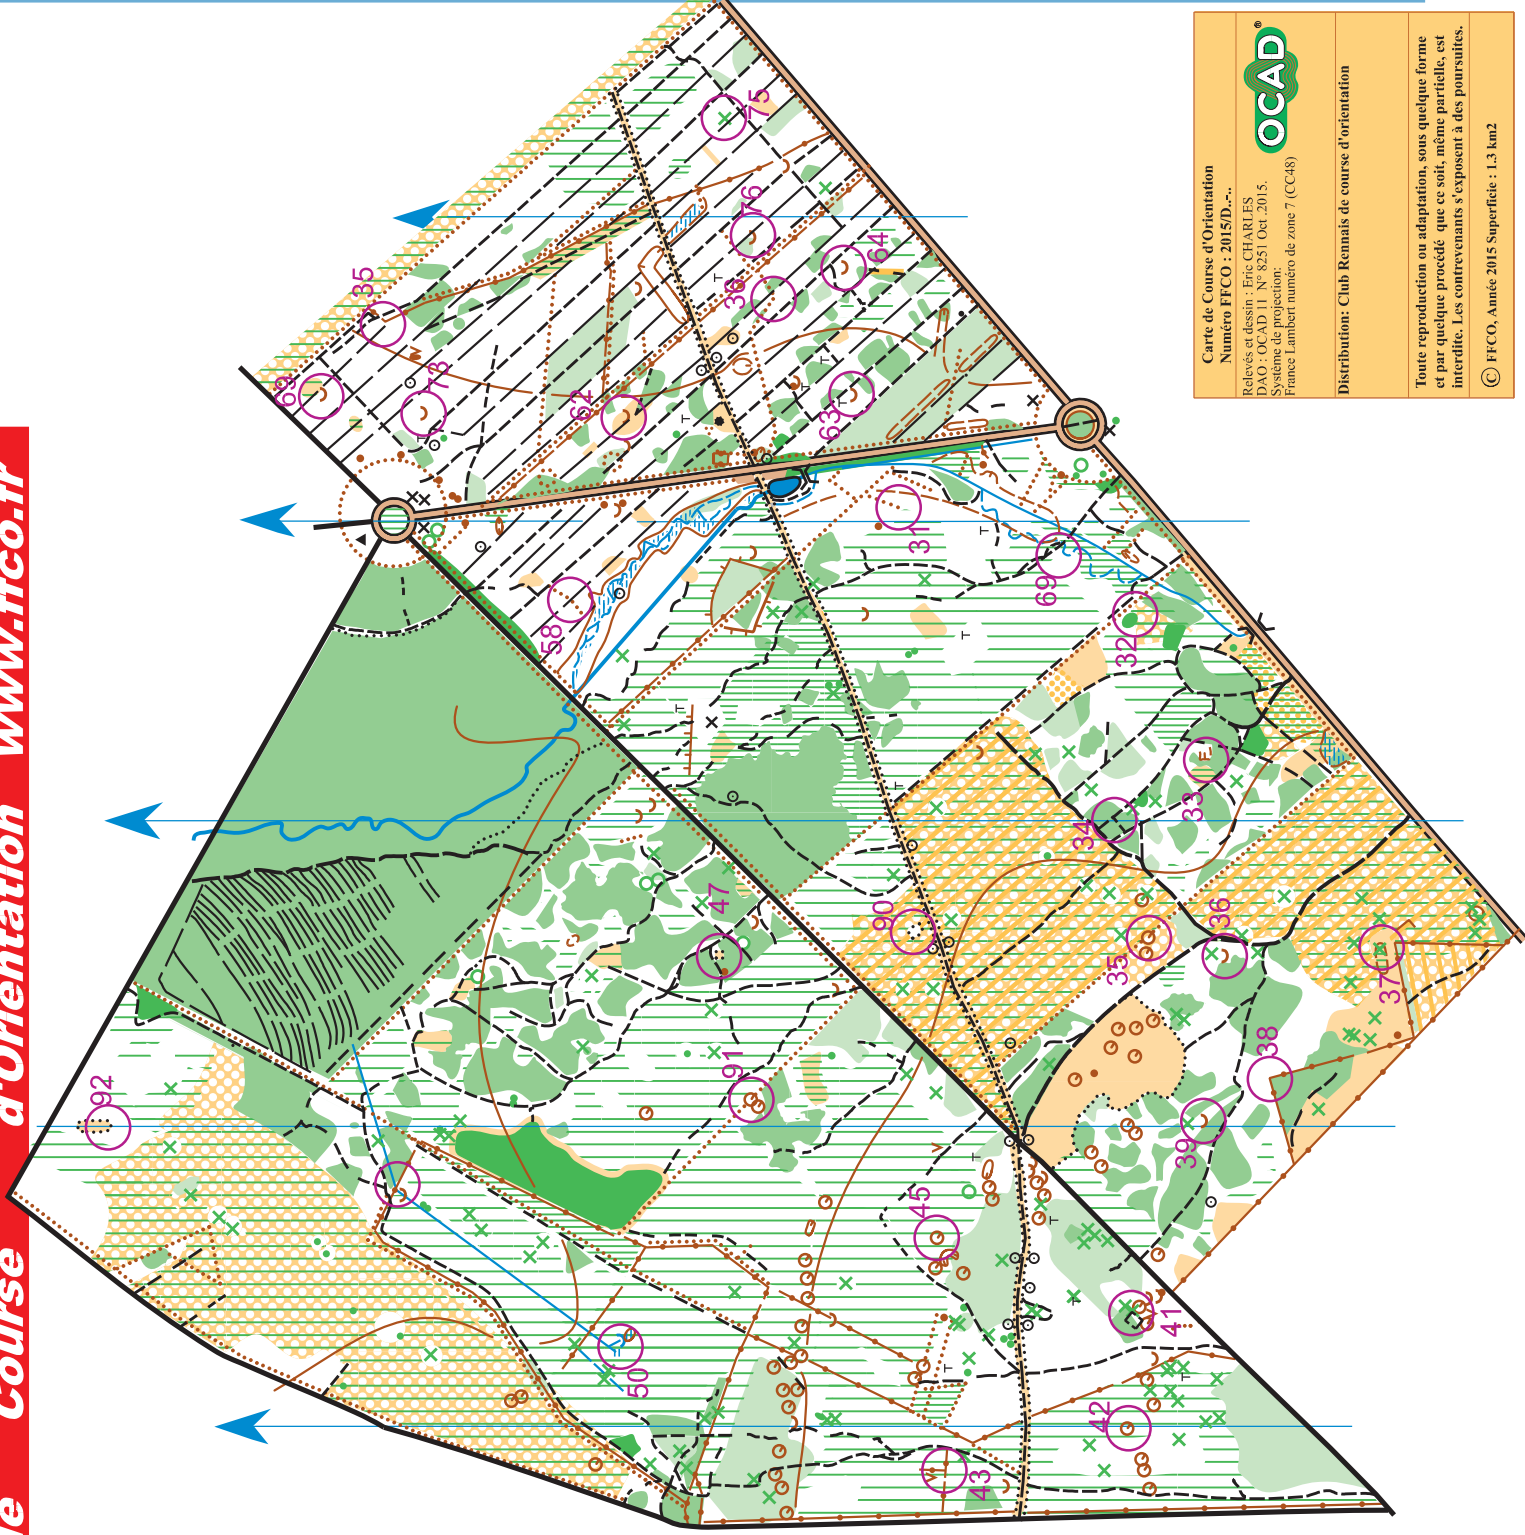 Carte de Course d'Orientation
Numéro FFCO : 2015/D..-..
Relevés et dessin : Eric CHARLES
DAO : OCAD 11 N° 8251 Oct .2015.
Système de projection:
France Lambert numéro de zone 7 (CC48)
OCAD®
Distribution: Club Rennais de course d'orientation
Toute reproduction ou adaptation, sous quelque forme
et par quelque procédé que ce soit, même partielle, est
interdite. Les contrevenants s'exposent à des poursuites.
© FFCO, Année 2015 Superficie : 1.3 km2
e Course d'Orientation www.ffco.fr
75
76
35
64
36
69
73
62
63
31
58
69
32
33
34
47
90
35
36
37
38
92
91
39
45
41
50
42
43